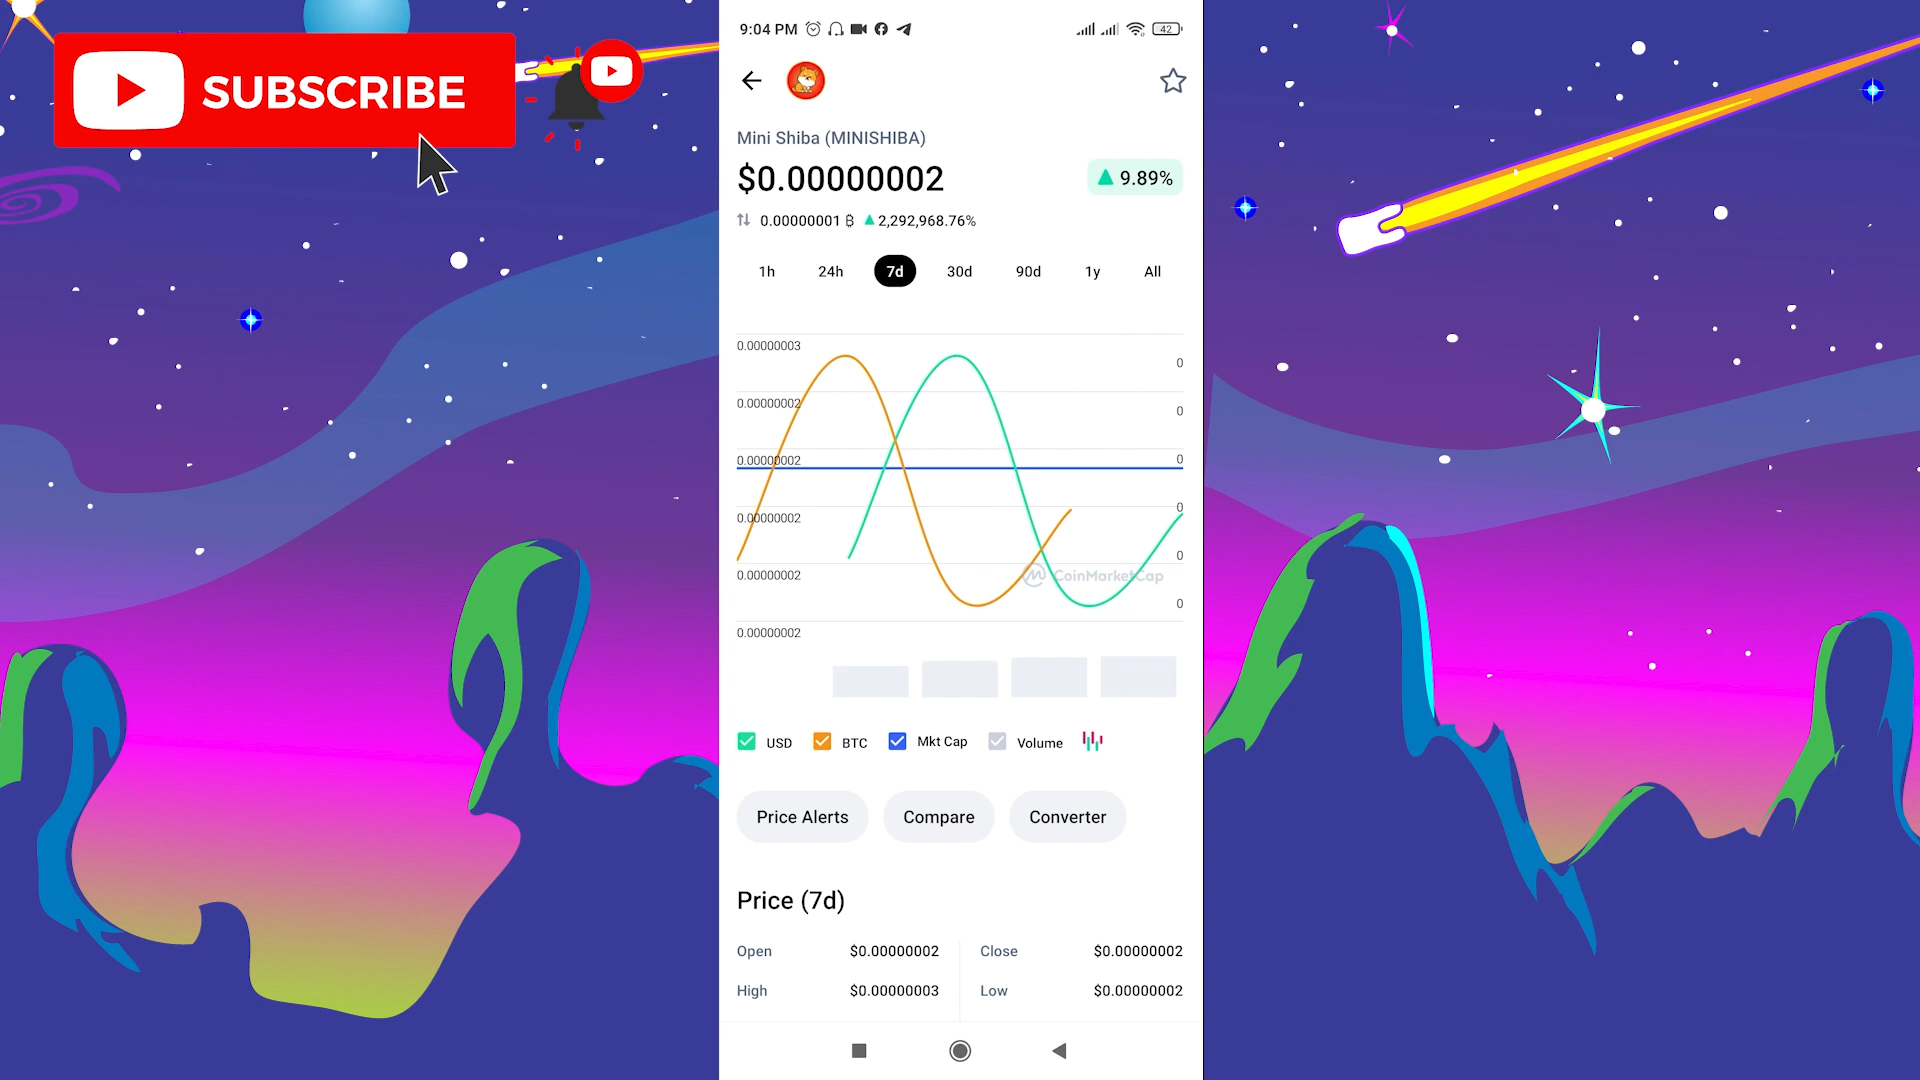 SUBSCRIBE
9:04 PM
42
Mini Shiba (MINISHIBA)
$0.00000002
9.89%
0.00000001 ₿ 2,292,968.76%
1h 24h 7d 30d 90d 1y All
0.00000003
0
0.00000002
0
0.00000002
0
0.00000002
0
0.00000002
0
CoinMarketCap
0
0.00000002
USD BTC Mkt Cap Volume
Price Alerts Compare Converter
Price (7d)
Open $0.00000002 Close $0.00000002
High $0.00000003 Low $0.00000002